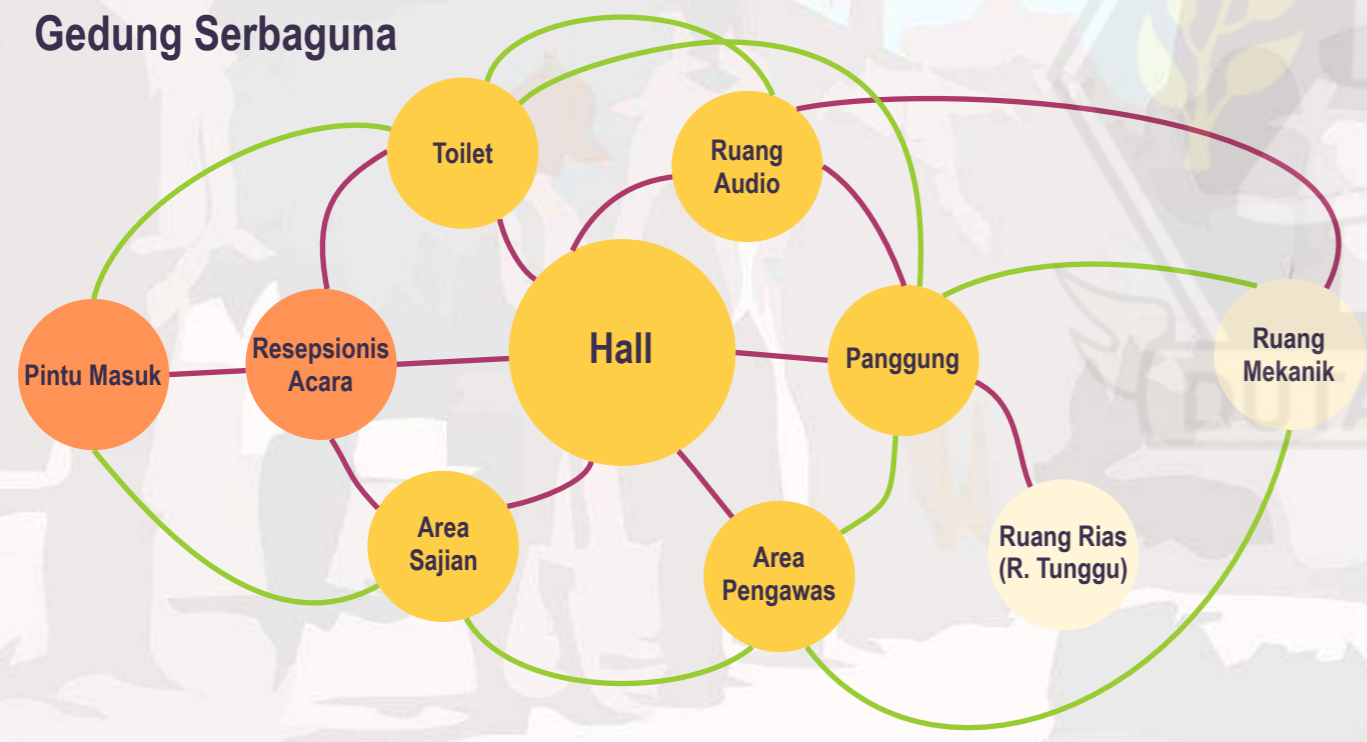 Gedung Serbaguna
Toilet
Ruang
Audio
Pintu Masuk
Resepsionis
Acara
Hall
Panggung
Ruang
Mekanik
Area
Sajian
Area
Pengawas
Ruang Rias
(R. Tunggu)